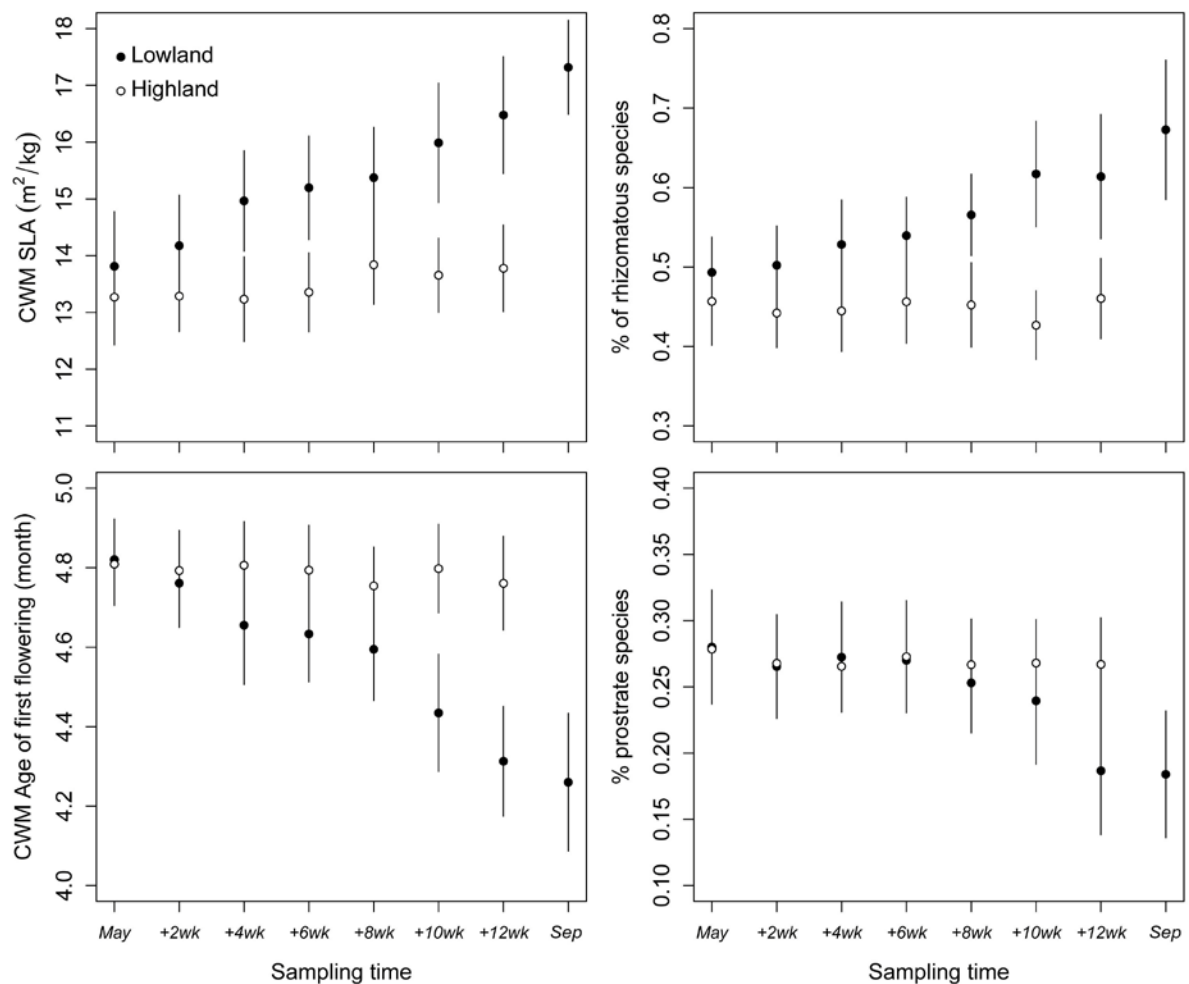 CWM SLA (m²/kg)
18
17
16
15
14
13
12
11
Lowland
Highland
% of rhizomatous species
0.8
0.7
0.6
0.5
0.4
0.3
CWM Age of first flowering (month)
5.0
4.8
4.6
4.4
4.2
4.0
May +2wk +4wk +6wk +8wk +10wk +12wk Sep
Sampling time
% prostrate species
0.40
0.35
0.30
0.25
0.20
0.15
0.10
May +2wk +4wk +6wk +8wk +10wk +12wk Sep
Sampling time